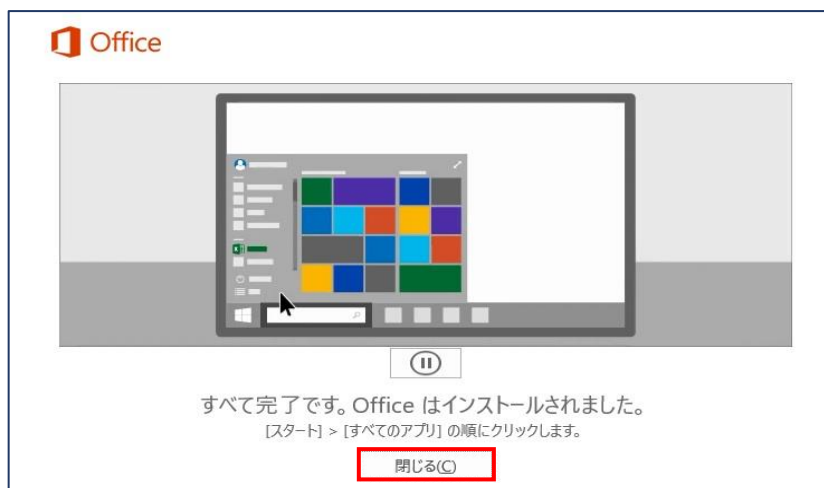 Office
すべて完了です。Office はインストールされました。
[スタート] > [すべてのアプリ] の順にクリックします。
閉じる(C)